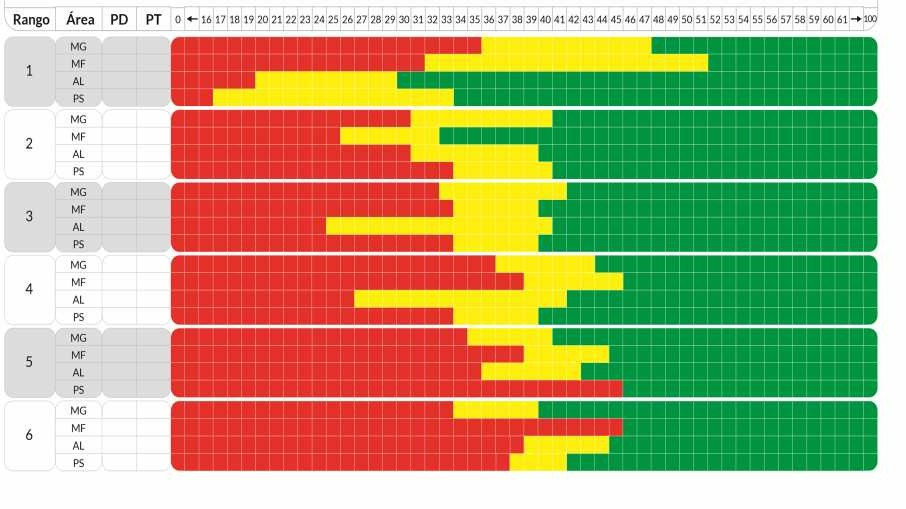 Rango Área PD PT 0 ← 16 17 18 19 20 21 22 23 24 25 26 27 28 29 30 31 32 33 34 35 36 37 38 39 40 41 42 43 44 45 46 47 48 49 50 51 52 53 54 55 56 57 58 59 60 61 → 100
1
MG
MF
AL
PS
2
MG
MF
AL
PS
3
MG
MF
AL
PS
4
MG
MF
AL
PS
5
MG
MF
AL
PS
6
MG
MF
AL
PS